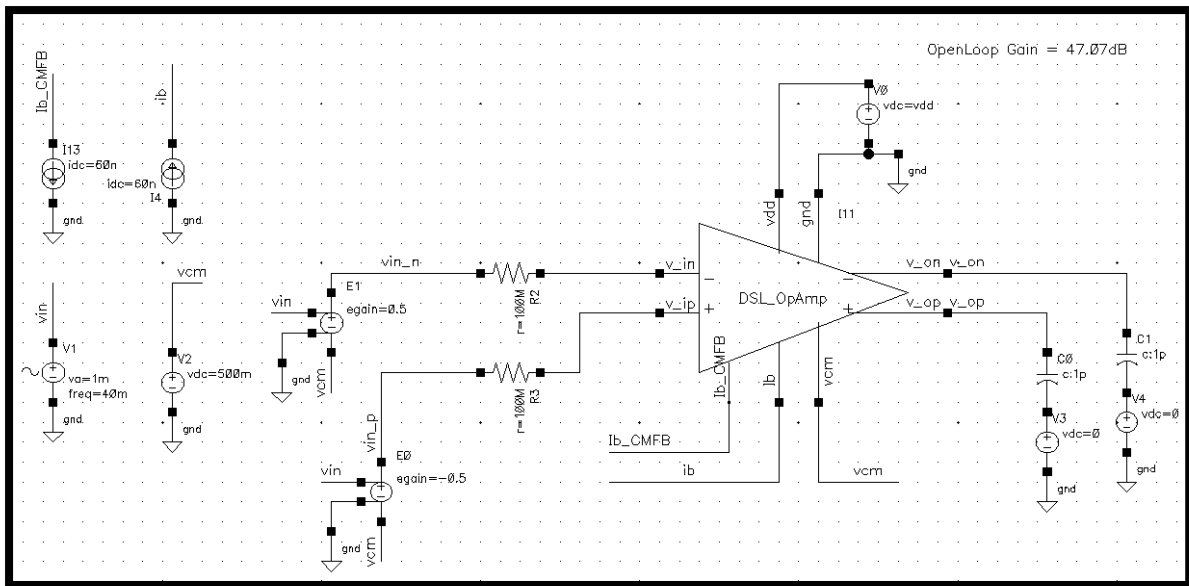 OpenLoop Gain = 47.07dB
Ib_CMFB
ib
I13
idc=60n
idc=60n
I4
gnd
gnd
V0
vdc=vdd
gnd
vdd
gnd
I11
vin
V1
va=1m
freq=40m
gnd
vcm
V2
vdc=500m
gnd
vin_n
E1
vin
egain=0.5
gnd
vcm
r=100M
R2
v_in
v_ip
DSL_OpAmp
v_on
v_on
v_op
v_op
C1
c:1p
C0
c:1p
V4
vdc=0
gnd
V3
vdc=0
gnd
r=100M
R3
vin_p
E0
vin
egain=-0.5
gnd
vcm
Ib_CMFB
Ib
vcm
Ib_CMFB
ib
vcm